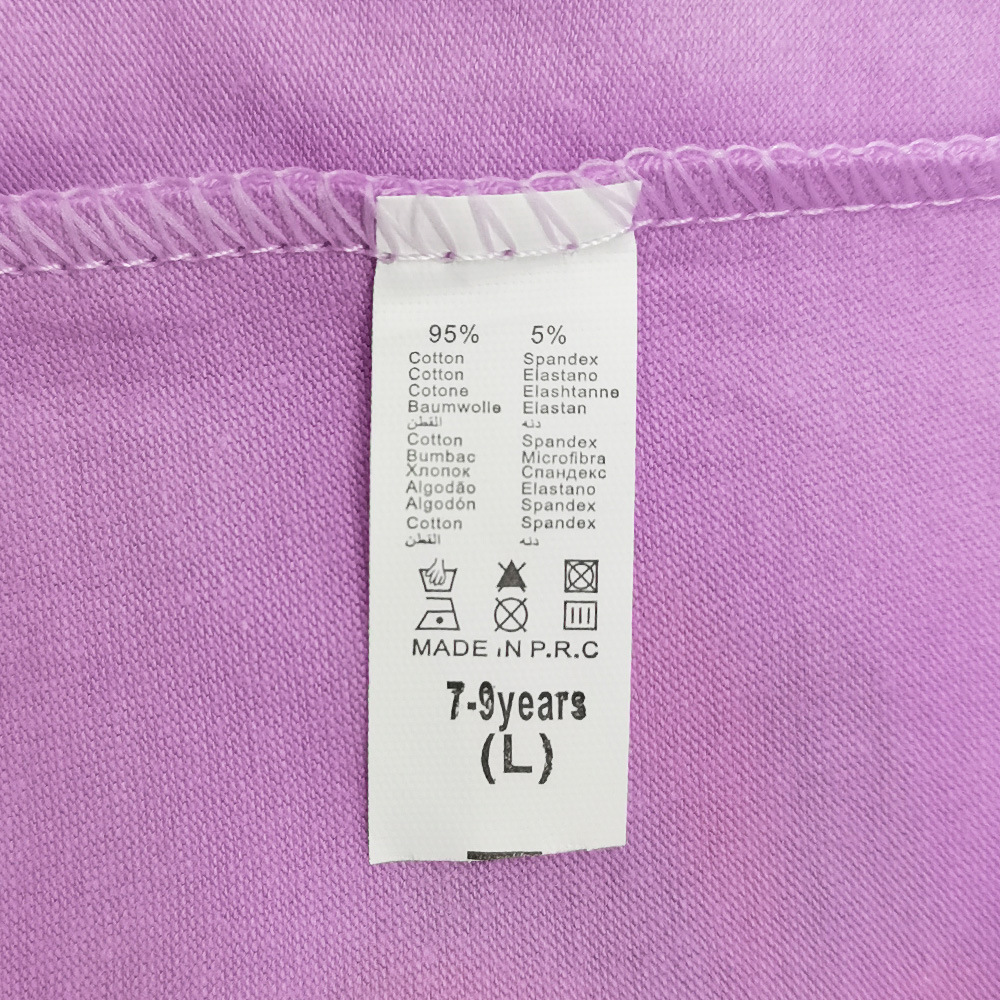 95% 5%
Cotton Spandex
Cotton Elastano
Cotone Elashtanne
Baumwolle Elastan
القطن دنه
Cotton Spandex
Bumbac Microfibra
Хлопок Спандекс
Algodão Elastano
Algodón Spandex
Cotton Spandex
القطن دنه
MADE iN P.R.C
7-9years
(L)